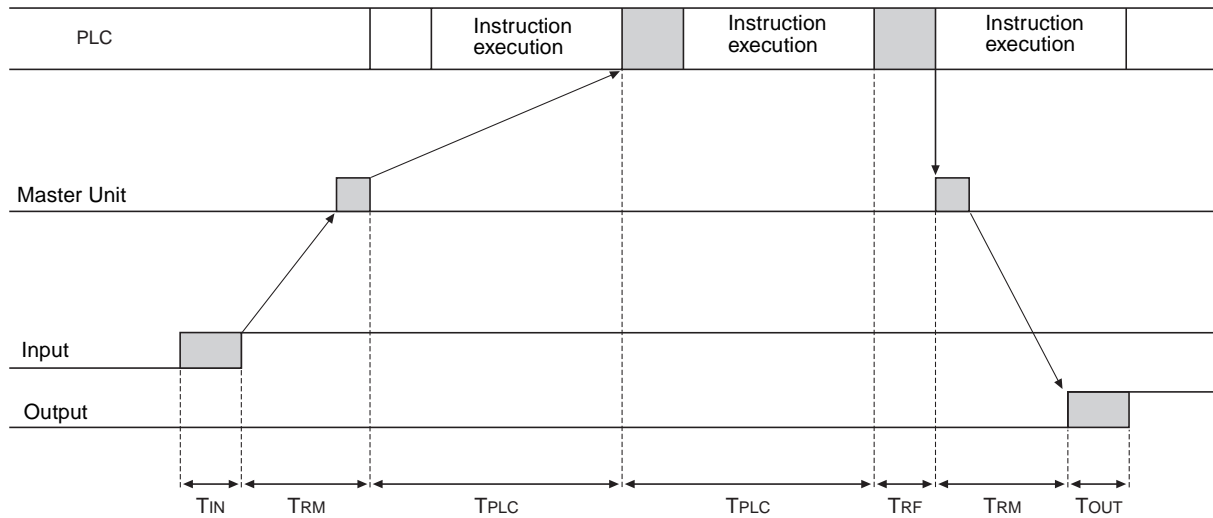 PLC
Instruction
execution
Instruction
execution
Instruction
execution
Master Unit
Input
Output
TIN
TRM
TPLC
TPLC
TRF
TRM
TOUT